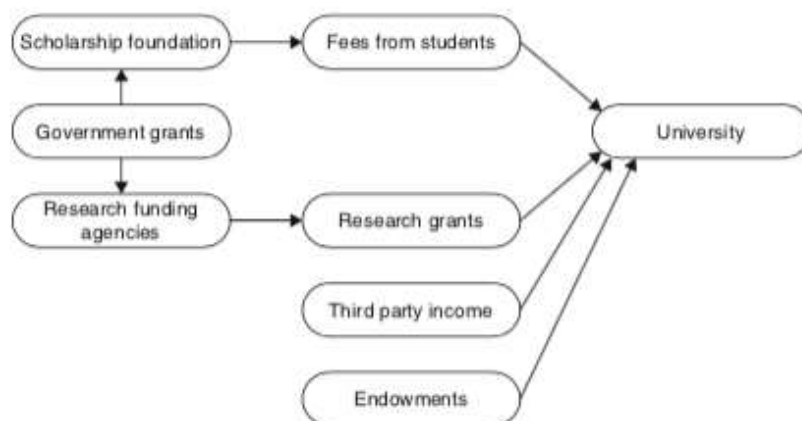 Scholarship foundation
Fees from students
Government grants
University
Research funding
agencies
Research grants
Third party income
Endowments